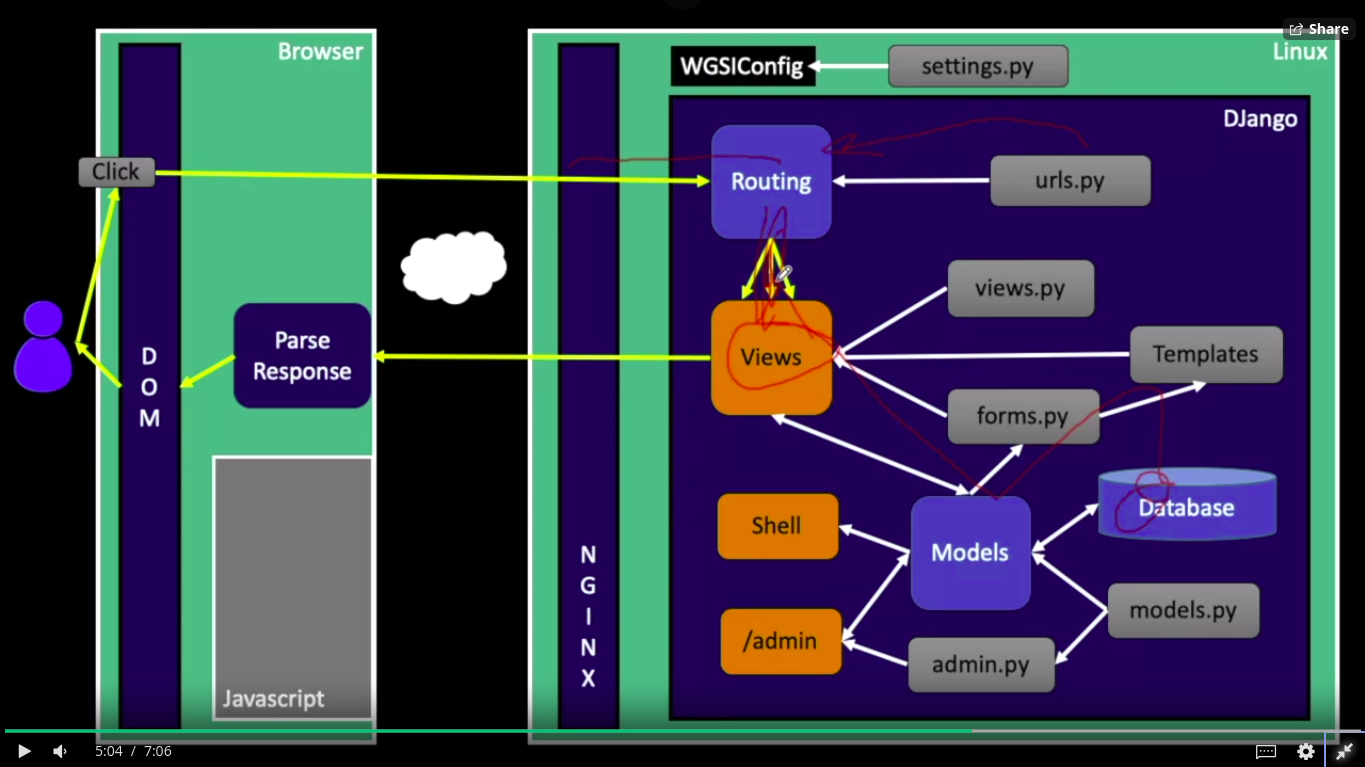 Share
Browser
Linux
WGSIConfig
settings.py
DJango
Click
Routing
urls.py
views.py
Parse
Response
D
O
M
Views
Templates
forms.py
Shell
Models
Database
N
G
I
N
X
/admin
models.py
admin.py
Javascript
5:04 / 7:06